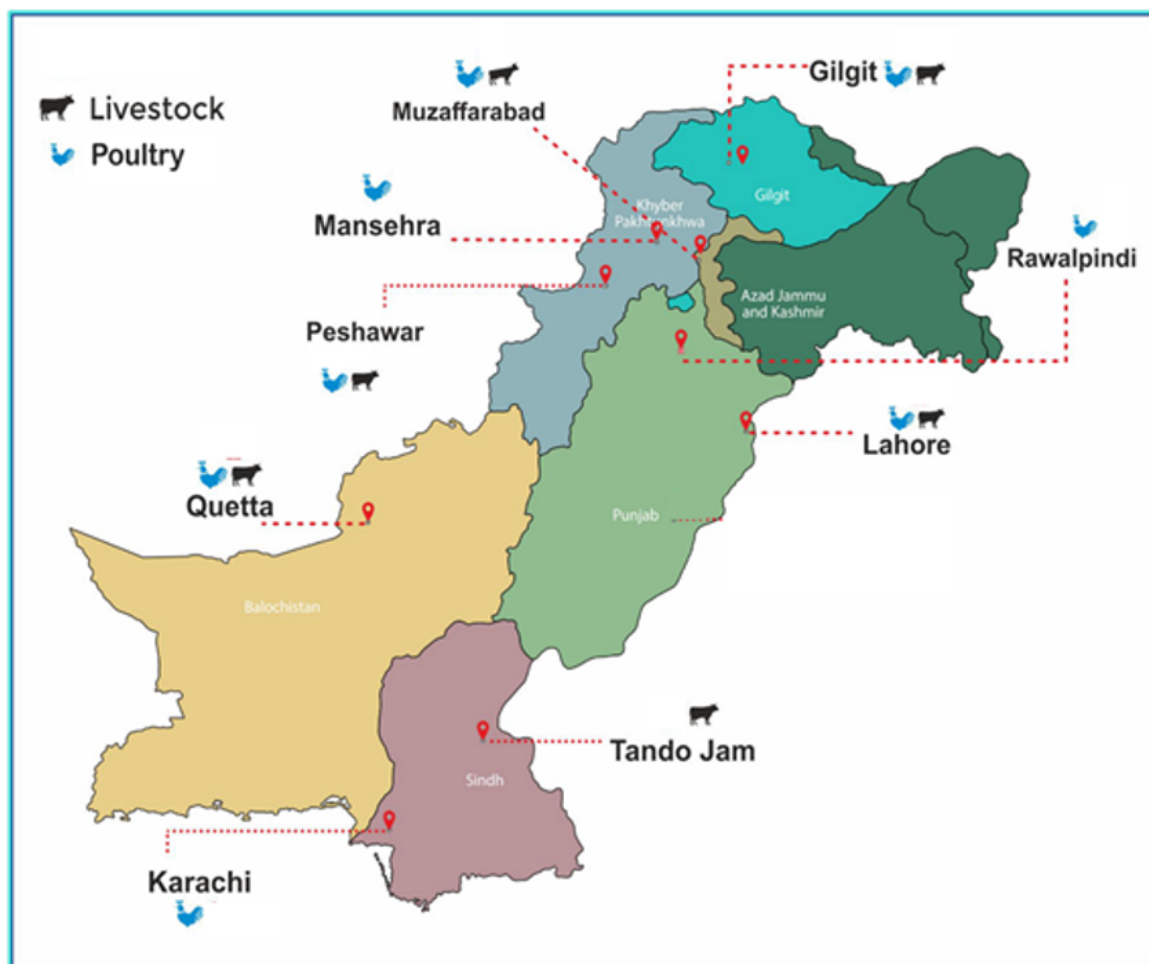 Livestock
Poultry
Muzaffarabad
Gilgit
Mansehra
Khyber
Pakhtunkhwa
Gilgit
Rawalpindi
Azad Jammu
and Kashmir
Peshawar
Lahore
Quetta
Punjab
Balochistan
Tando Jam
Sindh
Karachi